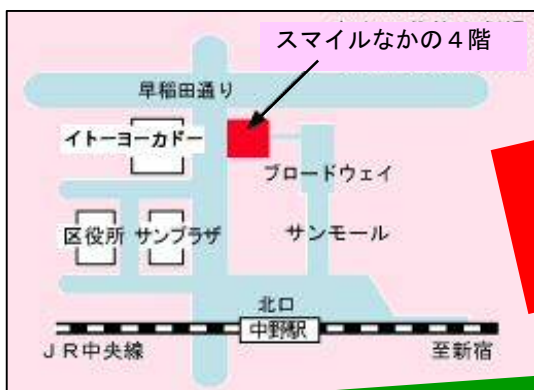 スマイルなかの４階
早稲田通り
イトーヨーカドー
ブロードウェイ
区役所
サンプラザ
サンモール
北口
中野駅
ＪＲ中央線
至新宿